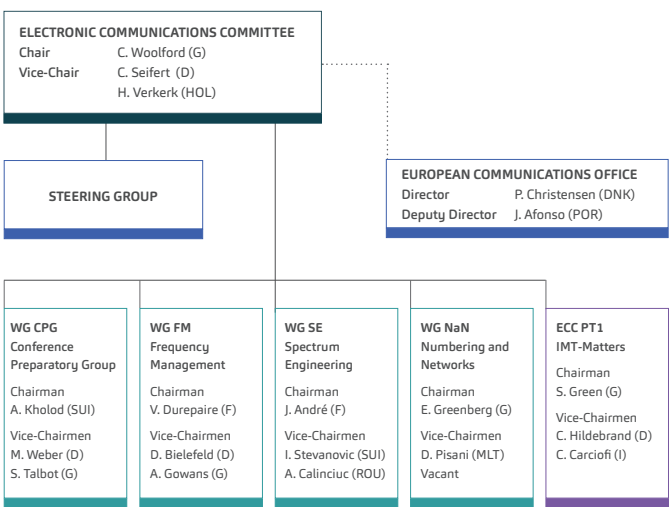 ELECTRONIC COMMUNICATIONS COMMITTEE
Chair C. Woolford (G)
Vice-Chair C. Seifert (D)
H. Verkerk (HOL)
STEERING GROUP
EUROPEAN COMMUNICATIONS OFFICE
Director P. Christensen (DNK)
Deputy Director J. Afonso (POR)
WG CPG
Conference
Preparatory Group
Chairman
A. Kholod (SUI)
Vice-Chairmen
M. Weber (D)
S. Talbot (G)
WG FM
Frequency
Management
Chairman
V. Durepaire (F)
Vice-Chairmen
D. Bielefeld (D)
A. Gowans (G)
WG SE
Spectrum
Engineering
Chairman
J. André (F)
Vice-Chairmen
I. Stevanovic (SUI)
A. Calinciuc (ROU)
WG NaN
Numbering and
Networks
Chairman
E. Greenberg (G)
Vice-Chairmen
D. Pisani (MLT)
Vacant
ECC PT1
IMT-Matters
Chairman
S. Green (G)
Vice-Chairmen
C. Hildebrand (D)
C. Carciofi (I)